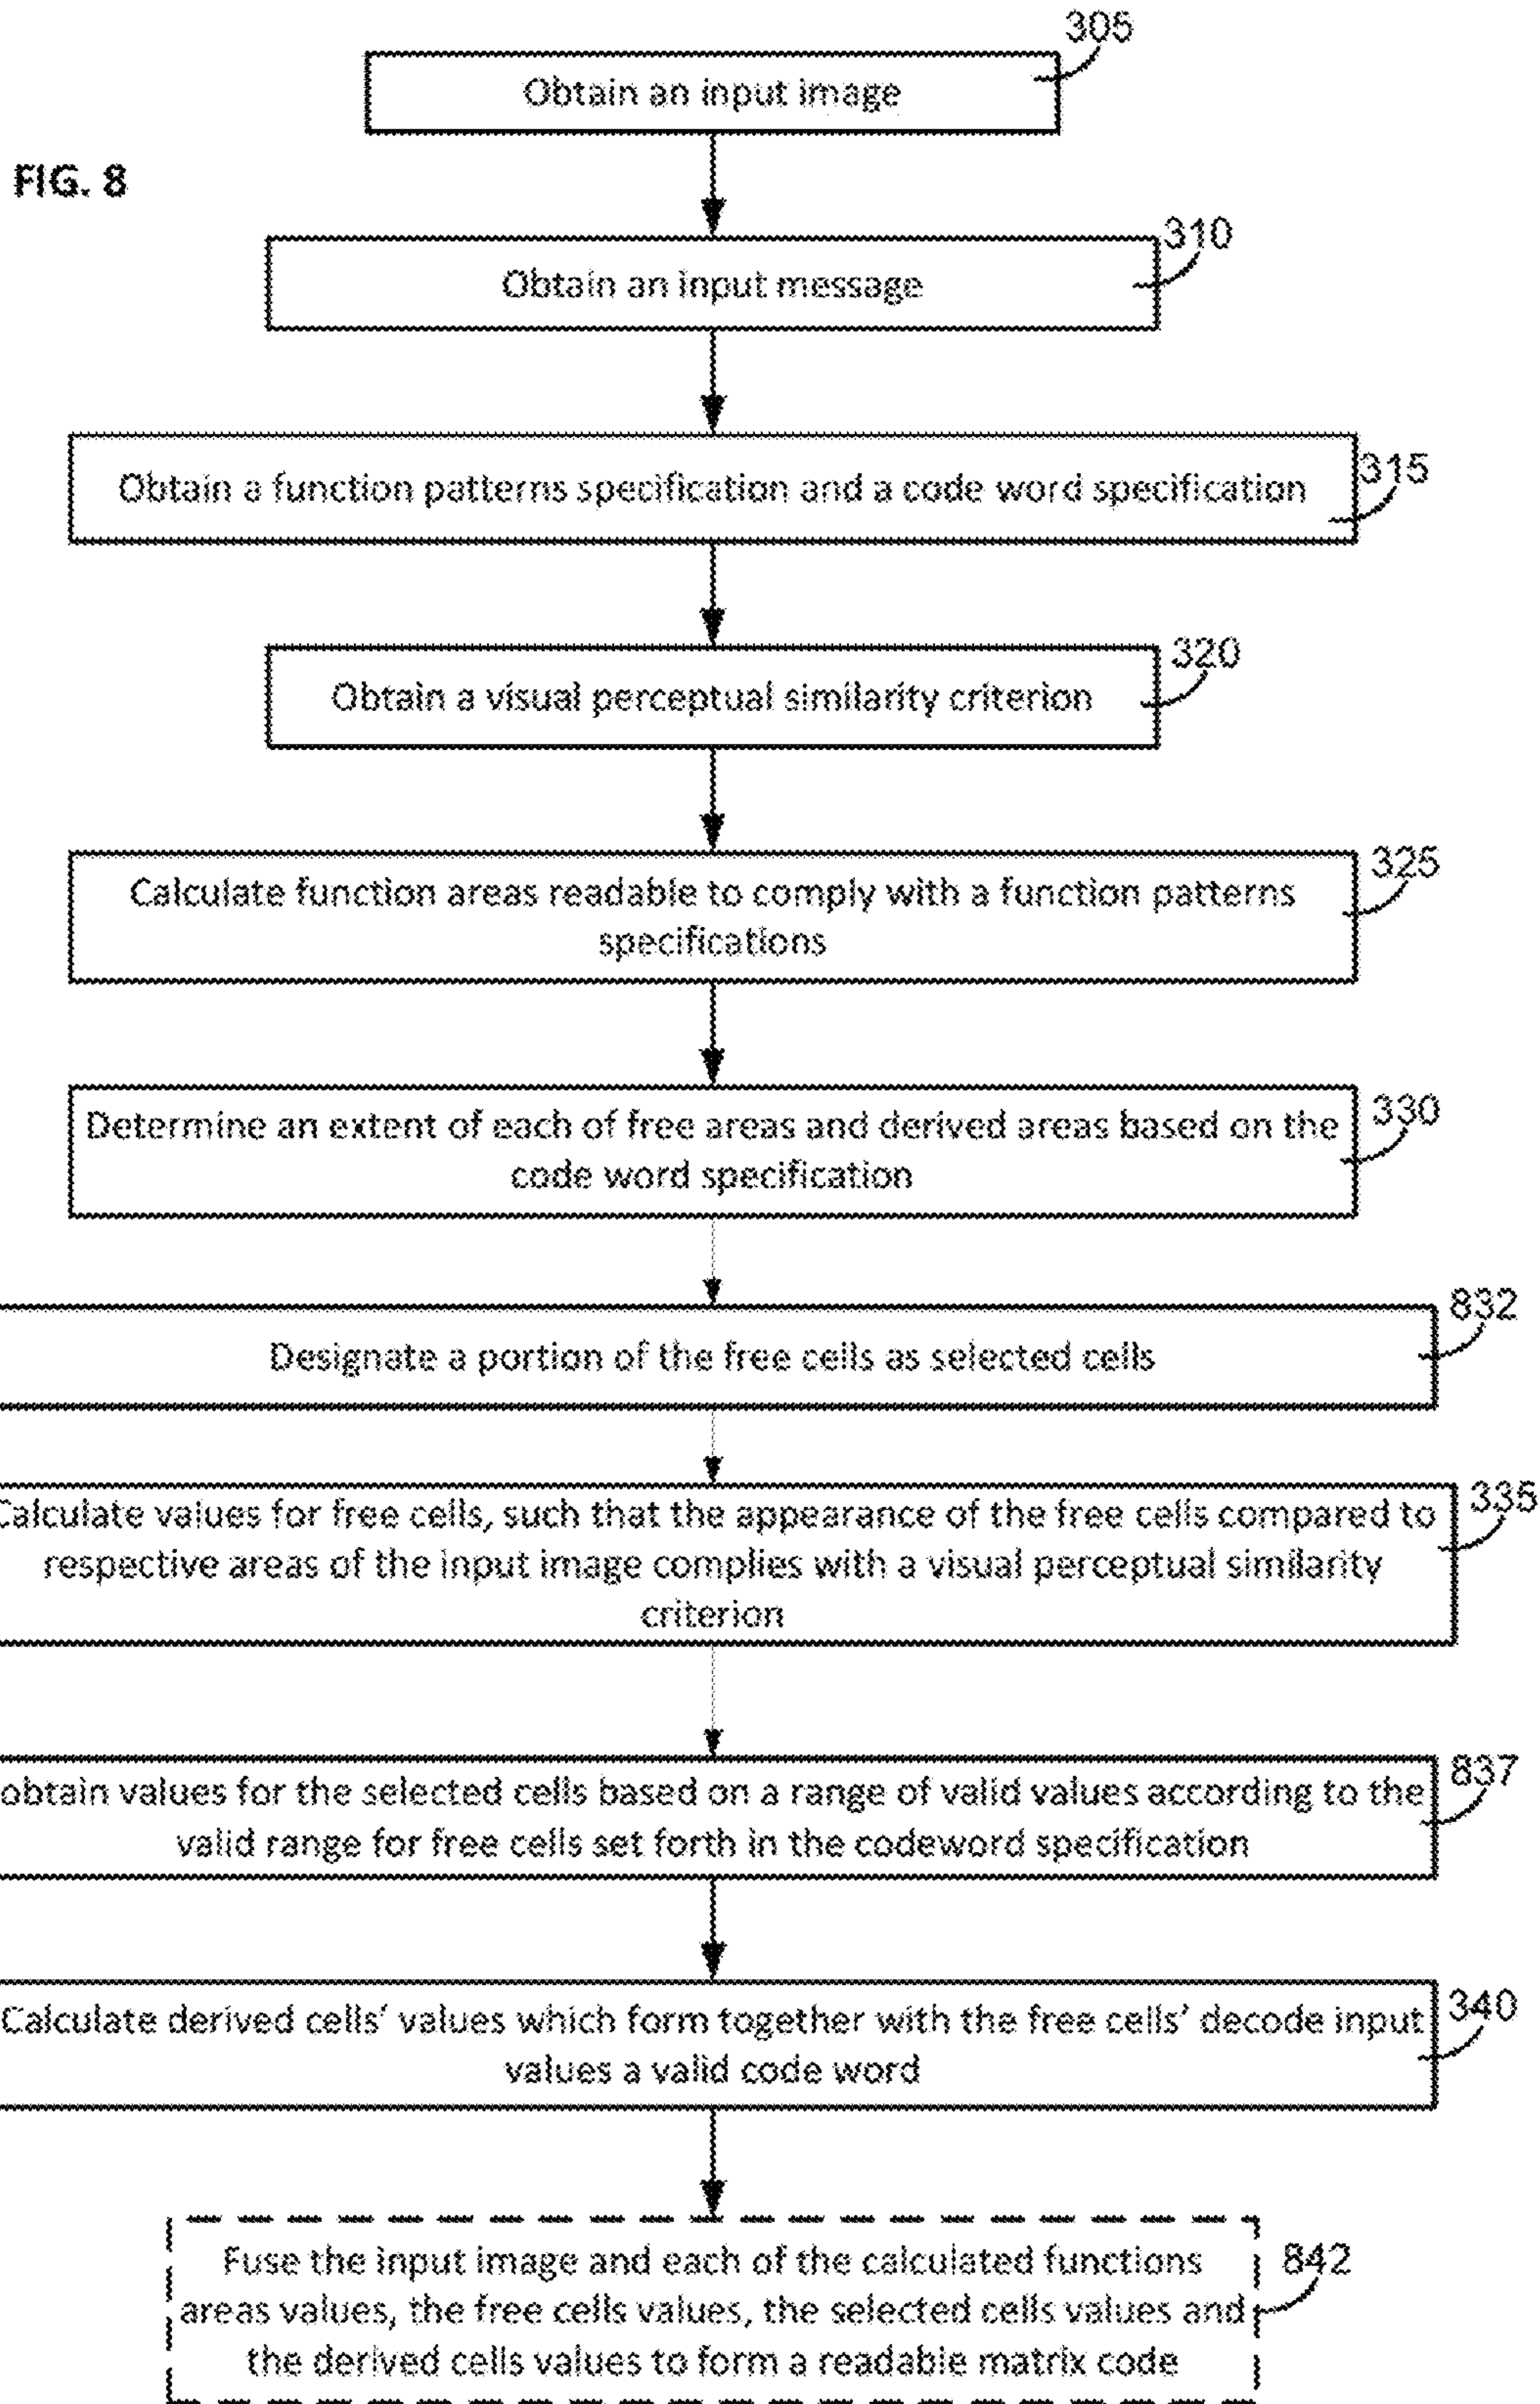 305
Obtain an input image
FIG. 8
310
Obtain an input message
315
Obtain a function patterns specification and a code word specification
320
Obtain a visual perceptual similarity criterion
325
Calculate function areas readable to comply with a function patterns
specifications
330
Determine an extent of each of free areas and derived areas based on the
code word specification
832
Designate a portion of the free cells as selected cells
335
Calculate values for free cells, such that the appearance of the free cells compared to
respective areas of the input image complies with a visual perceptual similarity
criterion
837
obtain values for the selected cells based on a range of valid values according to the
valid range for free cells set forth in the codeword specification
340
Calculate derived cells' values which form together with the free cells' decode input
values a valid code word
842
Fuse the input image and each of the calculated functions
areas values, the free cells values, the selected cells values and
the derived cells values to form a readable matrix code